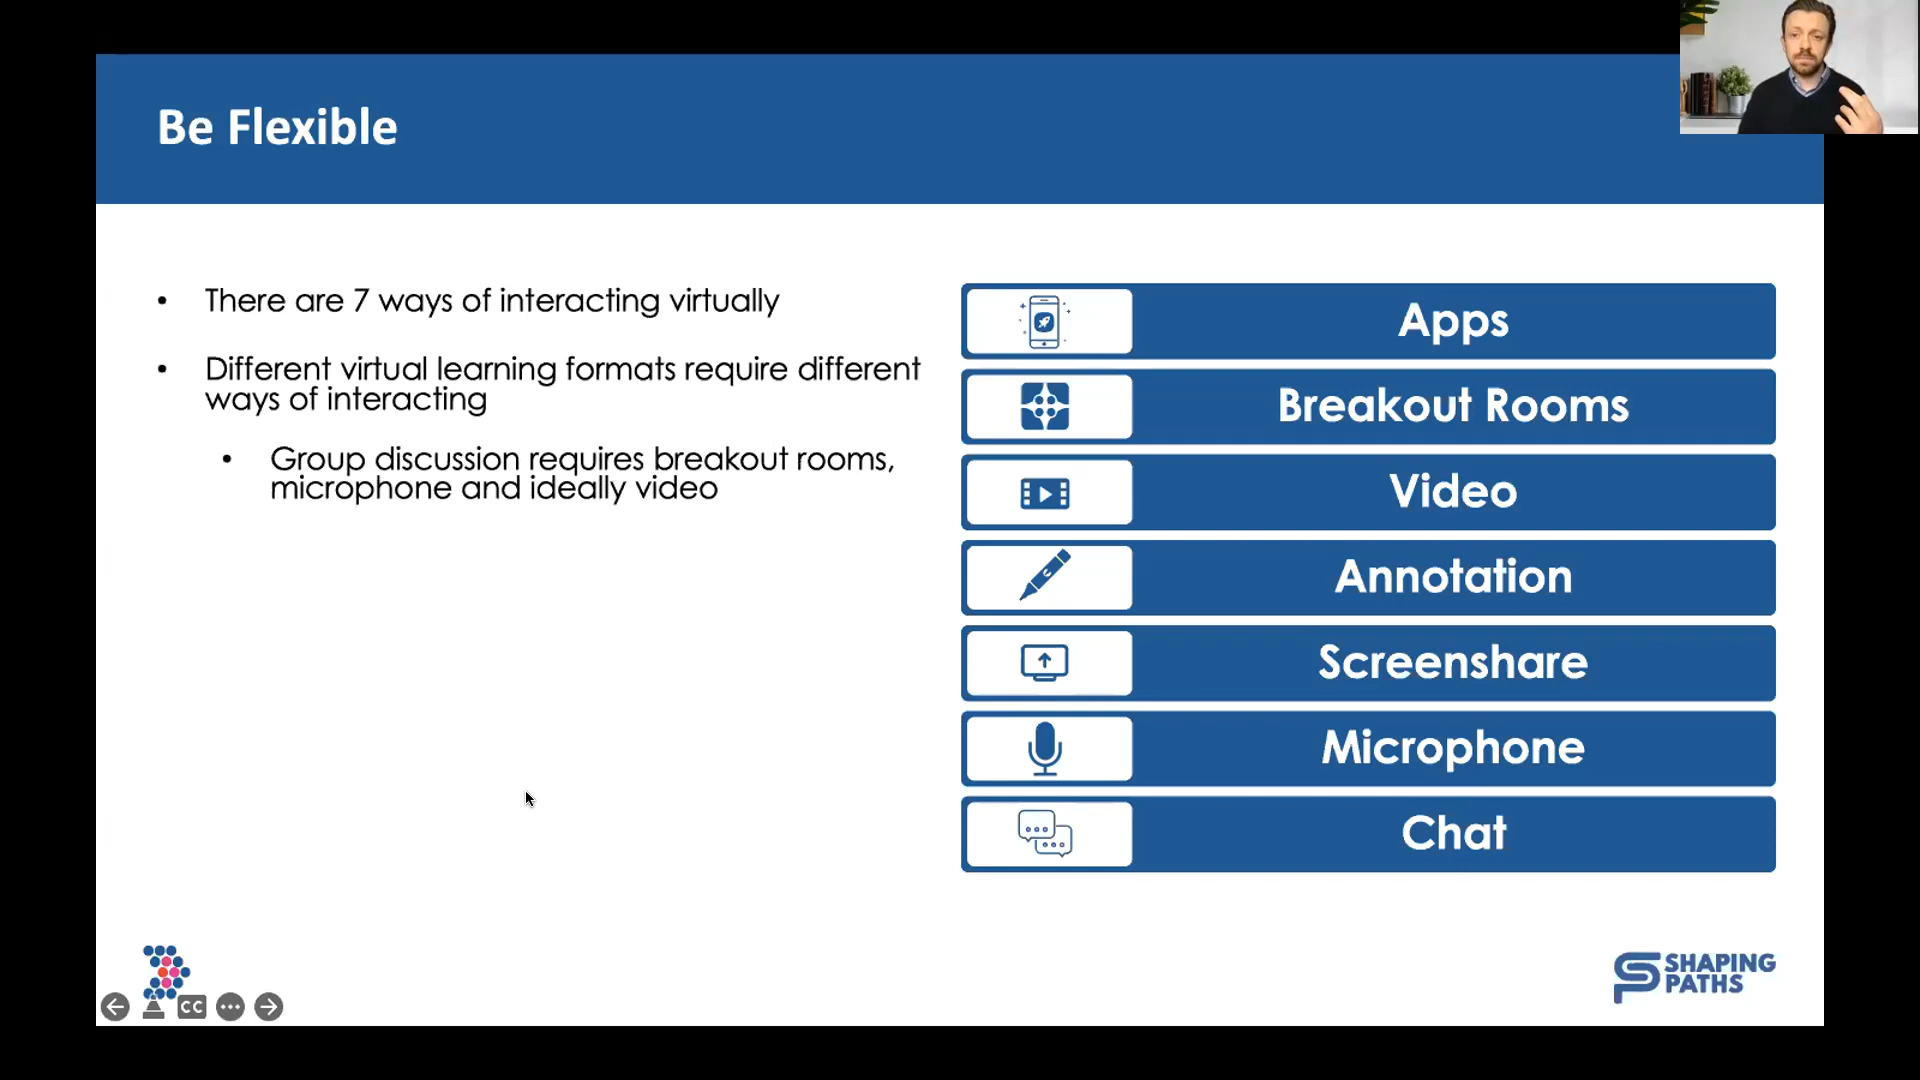 Be Flexible
• There are 7 ways of interacting virtually
• Different virtual learning formats require different
ways of interacting
• Group discussion requires breakout rooms,
microphone and ideally video
Apps
Breakout Rooms
Video
Annotation
Screenshare
Microphone
Chat
CC
SHAPING
PATHS